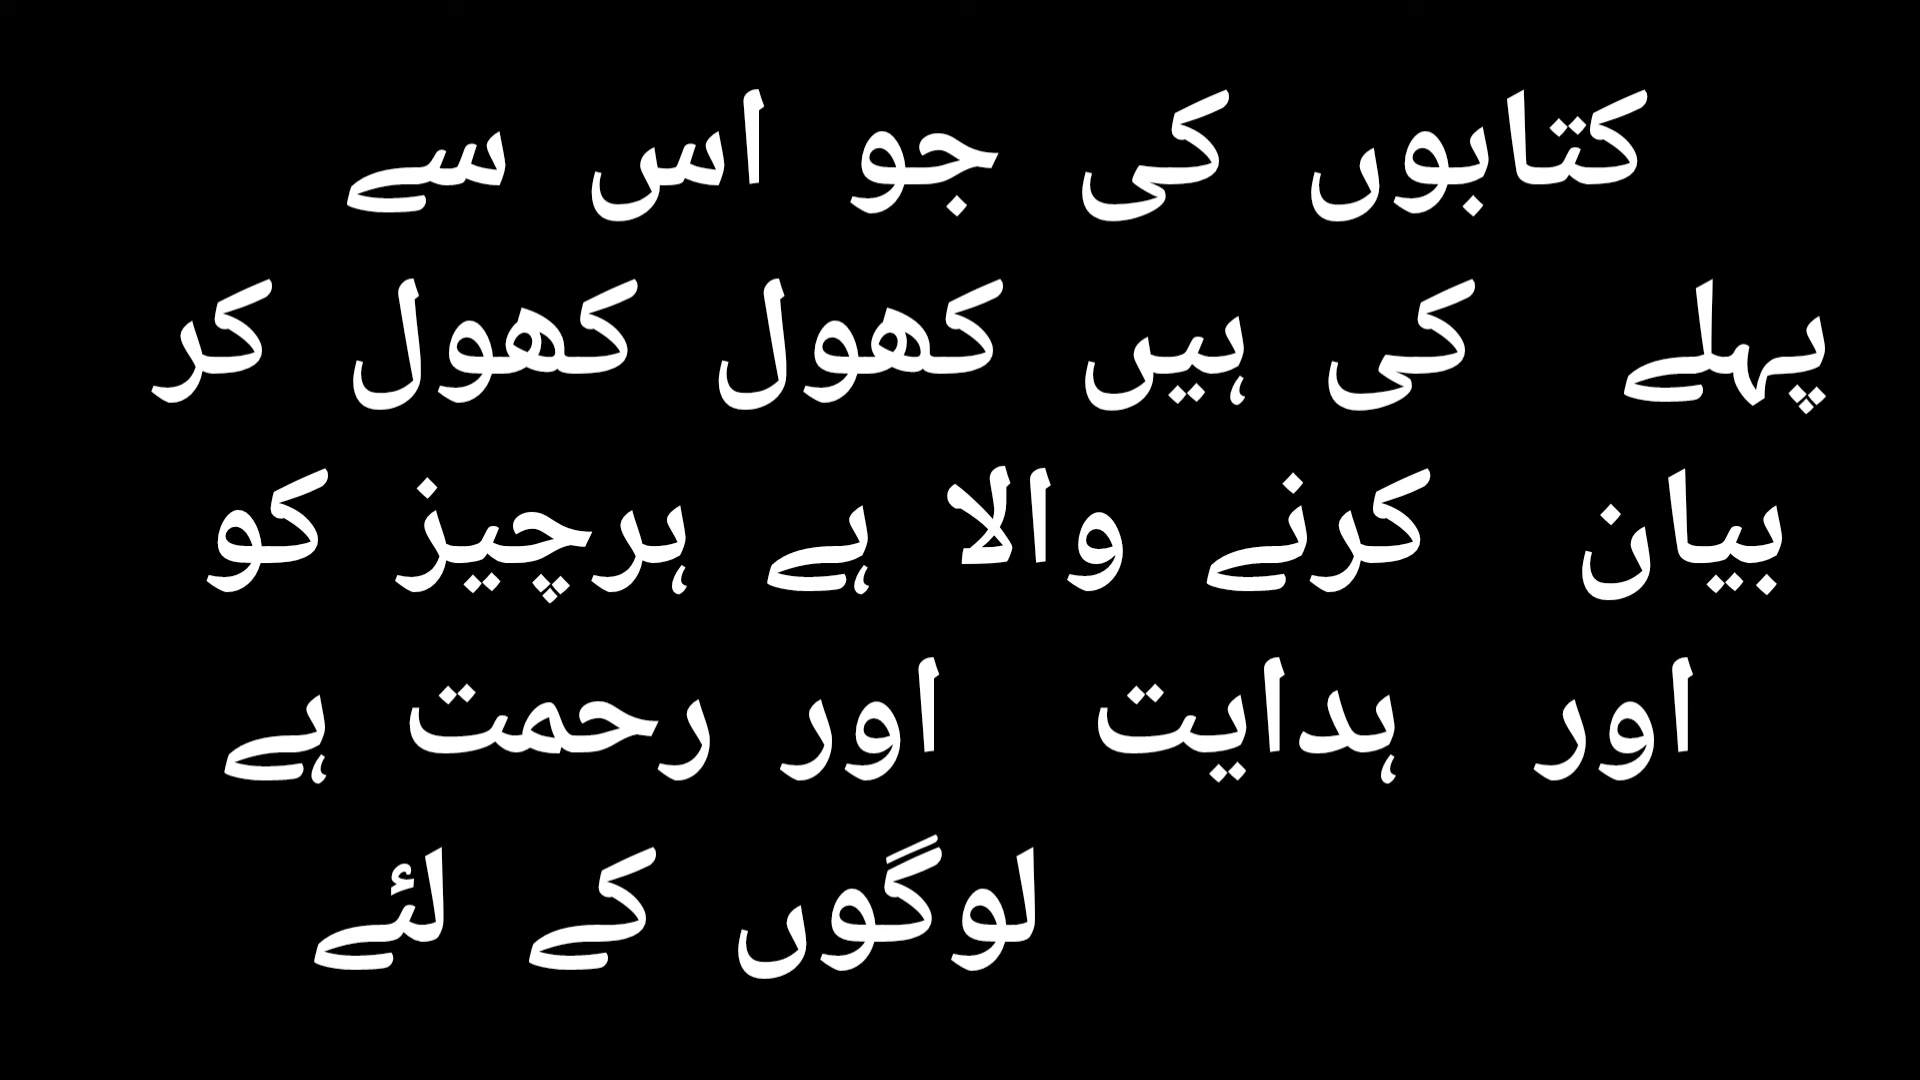 کتابوں کی جو اس سے
پہلے کی ہیں کھول کھول کر
بیان کرنے والا ہے ہرچیز کو
اور ہدایت اور رحمت ہے
لوگوں کے لئے